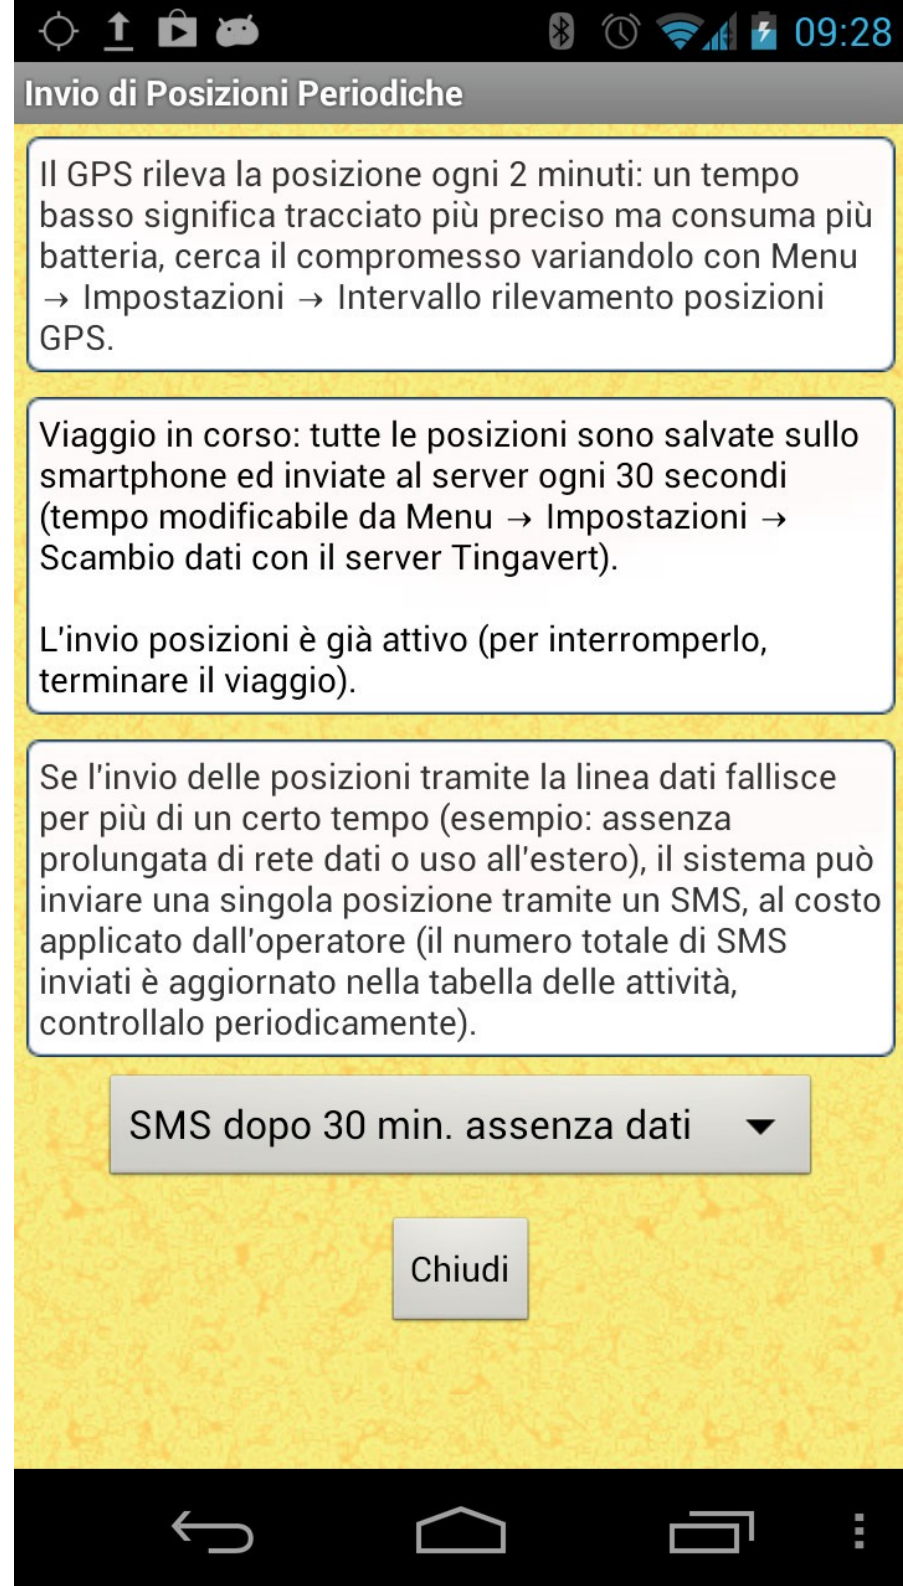 09:28
Invio di Posizioni Periodiche
Il GPS rileva la posizione ogni 2 minuti: un tempo
basso significa tracciato più preciso ma consuma più
batteria, cerca il compromesso variandolo con Menu
→ Impostazioni → Intervallo rilevamento posizioni
GPS.
Viaggio in corso: tutte le posizioni sono salvate sullo
smartphone ed inviate al server ogni 30 secondi
(tempo modificabile da Menu → Impostazioni →
Scambio dati con il server Tingavert).
L'invio posizioni è già attivo (per interromperlo,
terminare il viaggio).
Se l'invio delle posizioni tramite la linea dati fallisce
per più di un certo tempo (esempio: assenza
prolungata di rete dati o uso all'estero), il sistema può
inviare una singola posizione tramite un SMS, al costo
applicato dall'operatore (il numero totale di SMS
inviati è aggiornato nella tabella delle attività,
controllalo periodicamente).
SMS dopo 30 min. assenza dati
Chiudi